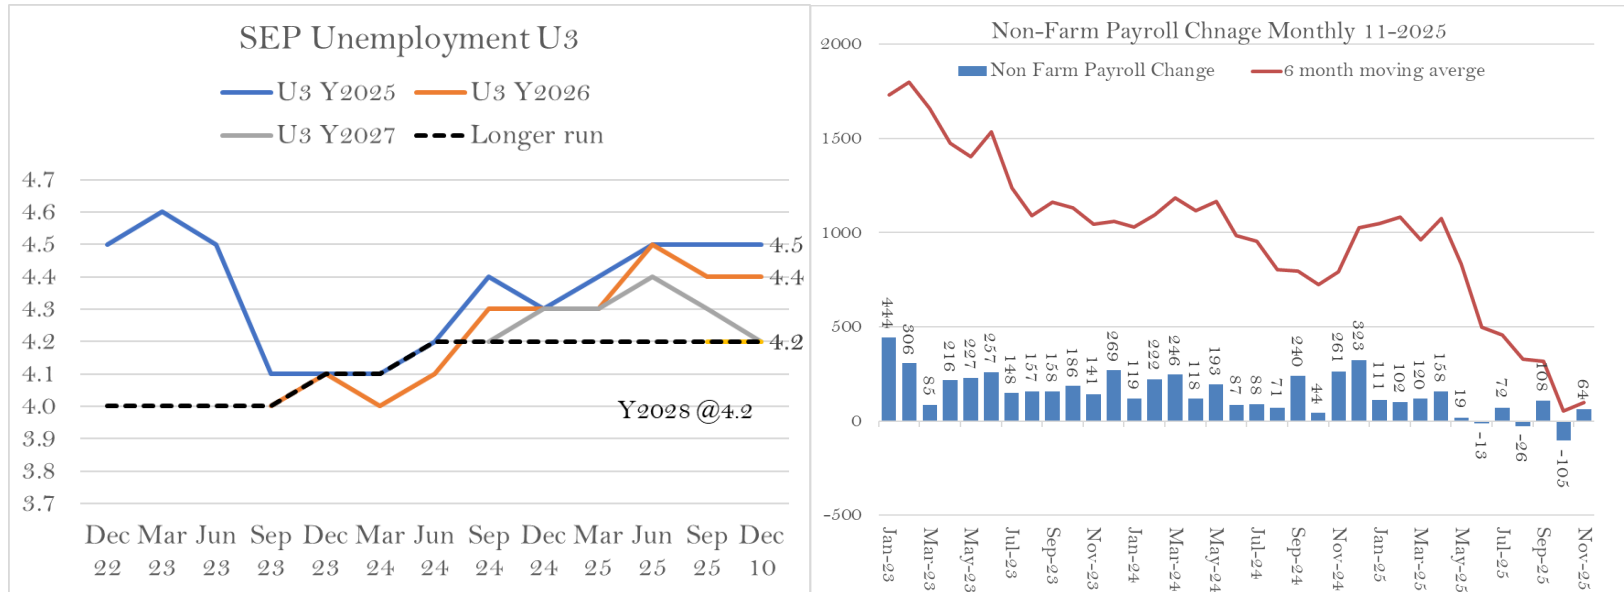 SEP Unemployment U3
U3 Y2025 U3 Y2026
U3 Y2027 Longer run
4.7
4.6
4.5
4.4
4.3
4.2
4.1
4.0
3.9
3.8
3.7
4.5
4.4
4.2
Y2028 @4.2
Dec Mar Jun Sep Dec Mar Jun Sep Dec Mar Jun Sep Dec
22 23 23 23 23 24 24 24 24 25 25 25 10
Non-Farm Payroll Chnage Monthly 11-2025
Non Farm Payroll Change 6 month moving averge
2000
1500
1000
500
0
-500
444
306
85
216
227
257
148
157
158
186
141
269
119
222
246
118
193
87
88
71
240
44
261
323
111
102
120
158
19
-13
72
-26
108
-105
64
Jan-23
Mar-23
May-23
Jul-23
Sep-23
Nov-23
Jan-24
Mar-24
May-24
Jul-24
Sep-24
Nov-24
Jan-25
Mar-25
May-25
Jul-25
Sep-25
Nov-25